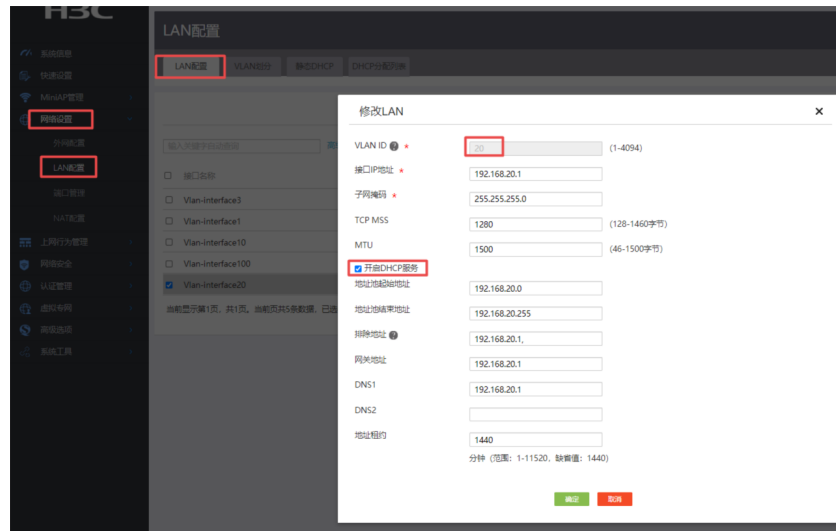 H3C
LAN配置
系统信息
快速设置
MiniAP管理
网络设置
外网配置
LAN配置
端口管理
NAT配置
上网行为管理
网络安全
认证管理
虚拟专网
高级选项
系统工具
LAN配置 VLAN划分 静态DHCP DHCP分配列表
输入关键字自动查询
接口名称
Vlan-interface3
Vlan-interface1
Vlan-interface10
Vlan-interface100
Vlan-interface20
当前显示第1页，共1页。当前页共5条数据，已选
修改LAN ×
VLAN ID ? * 20 (1-4094)
接口IP地址 * 192.168.20.1
子网掩码 * 255.255.255.0
TCP MSS 1280 (128-1460字节)
MTU 1500 (46-1500字节)
开启DHCP服务
地址池起始地址 192.168.20.0
地址池结束地址 192.168.20.255
排除地址 ? 192.168.20.1,
网关地址 192.168.20.1
DNS1 192.168.20.1
DNS2
地址租约 1440
分钟（范围：1-11520，缺省值：1440）
确定 取消